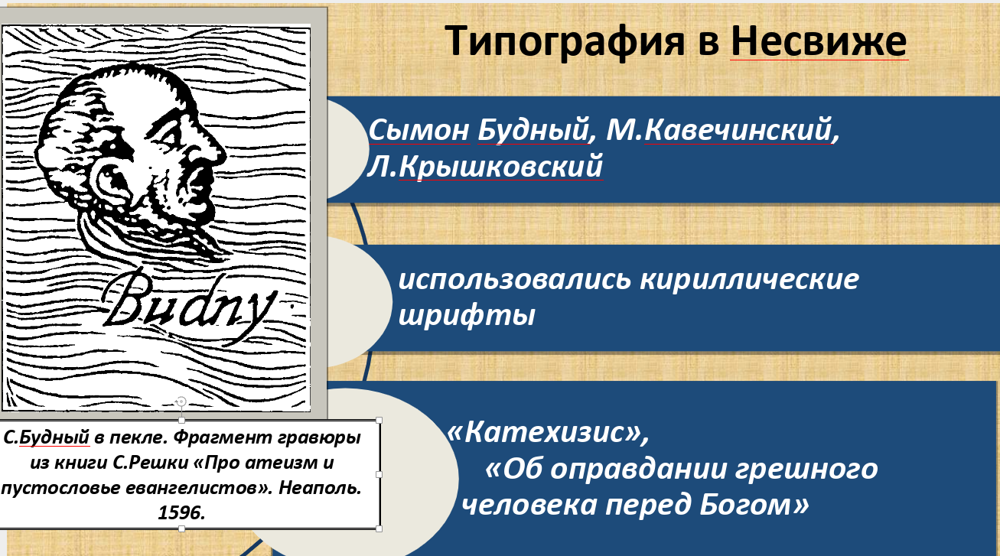 Типография в Несвиже
Сымон Будный, М.Кавечинский,
Л.Крышковский
использовались кириллические
шрифты
«Катехизис»,
«Об оправдании грешного
человека перед Богом»
Budny.
С.Будный в пекле. Фрагмент гравюры
из книги С.Решки «Про атеизм и
пустословье евангелистов». Неаполь.
1596.